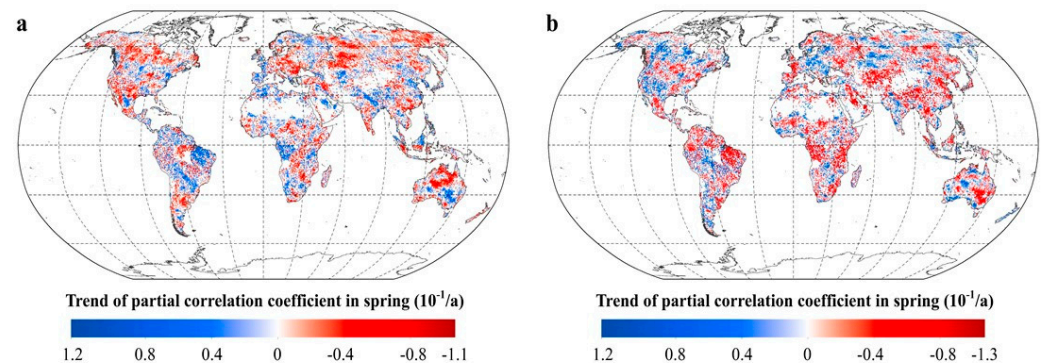 a
b
Trend of partial correlation coefficient in spring (10⁻¹/a)
1.2 0.8 0.4 0 -0.4 -0.8 -1.1
Trend of partial correlation coefficient in spring (10⁻¹/a)
1.2 0.8 0.4 0 -0.4 -0.8 -1.3